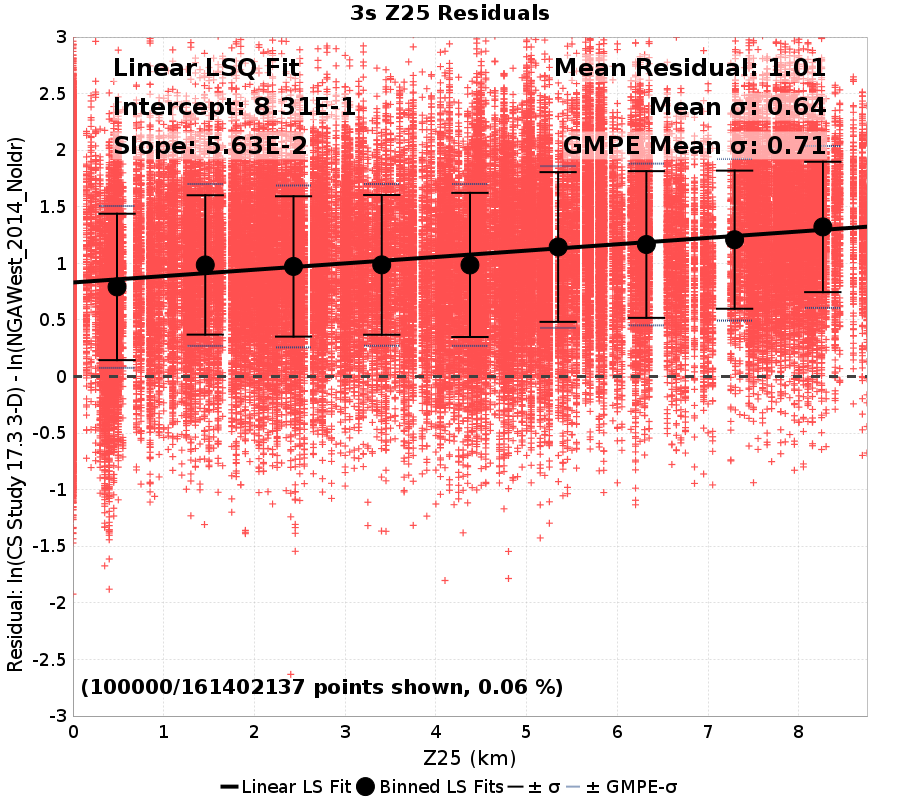 3s Z25 Residuals
Linear LSQ Fit
Intercept: 8.31E-1
Slope: 5.63E-2
Mean Residual: 1.01
Mean σ: 0.64
GMPE Mean σ: 0.71
3
2.5
2
1.5
1
0.5
0
-0.5
-1
-1.5
-2
-2.5
-3
Residual: ln(CS Study 17.3 3-D) - ln(NGAWest_2014_NoIdr)
(100000/161402137 points shown, 0.06 %)
0 1 2 3 4 5 6 7 8
Z25 (km)
Linear LS Fit Binned LS Fits ± σ ± GMPE-σ